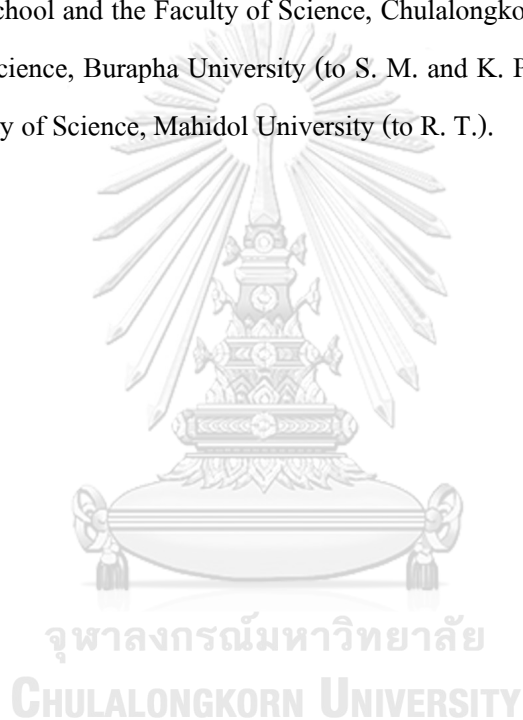 chool and the Faculty of Science, Chulalongko
cience, Burapha University (to S. M. and K. P
y of Science, Mahidol University (to R. T.).
จุฬาลงกรณ์มหาวิทยาลัย
CHULALONGKORN UNIVERSITY